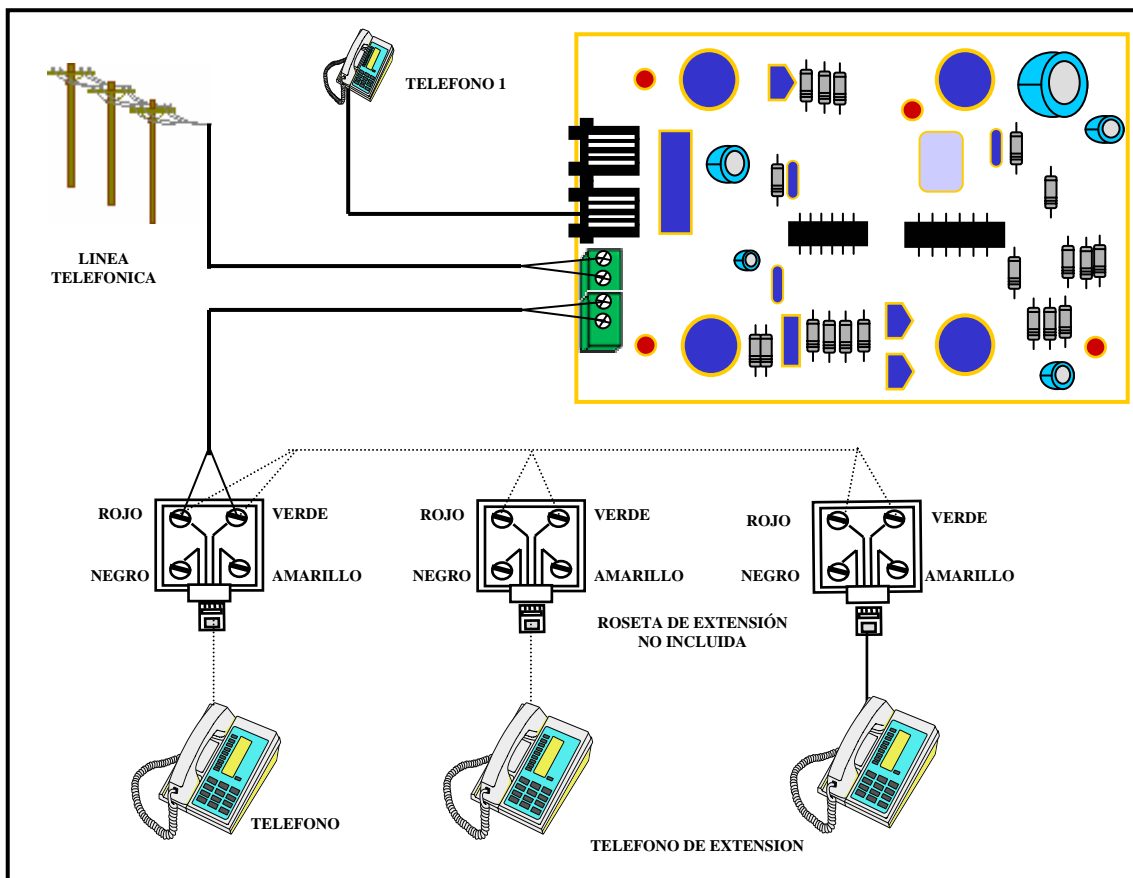 TELEFONO 1
LINEA
TELEFONICA
ROJO
VERDE
NEGRO
AMARILLO
ROJO
VERDE
NEGRO
AMARILLO
ROJO
VERDE
NEGRO
AMARILLO
ROSETA DE EXTENSIÓN
NO INCLUIDA
TELEFONO
TELEFONO DE EXTENSION